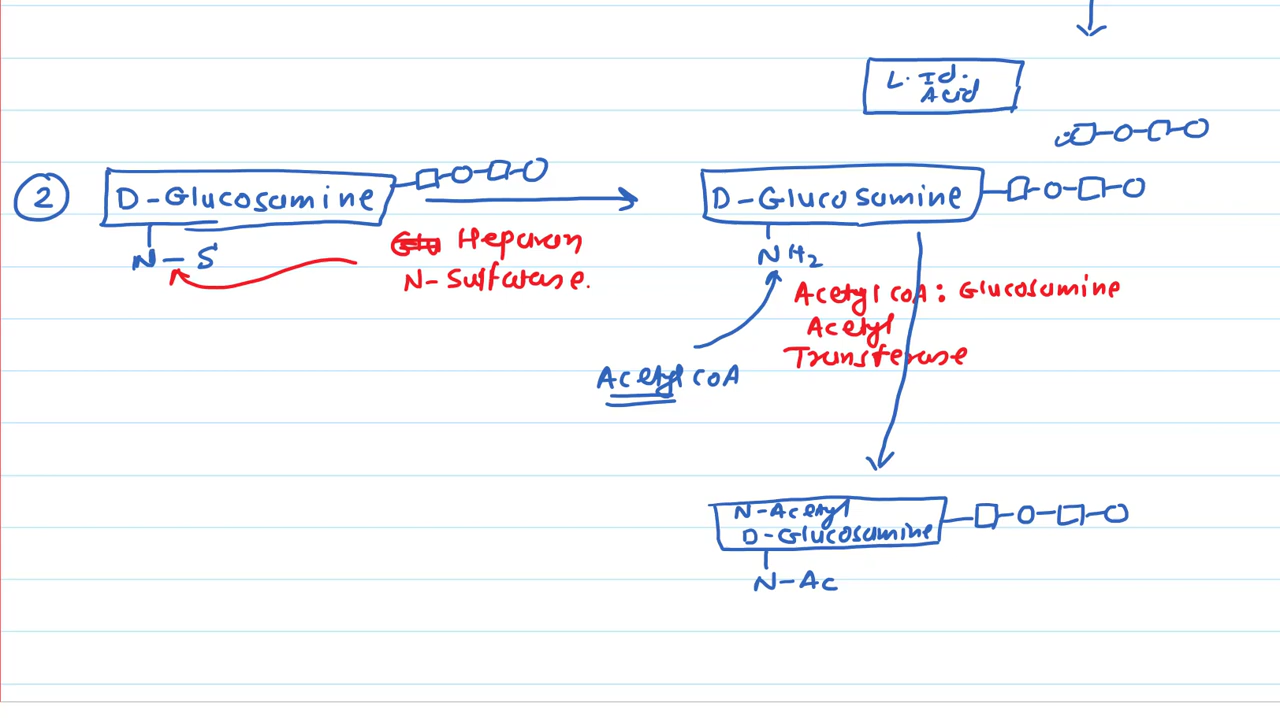 L. Id.
Acid
2
D-Glucosamine
N-S
Heparan
N-Sulfatase.
D-Glucosamine
NH2
Acetyl CoA: Glucosamine
Acetyl
Transferase
Acetyl CoA
N-Acetyl
D-Glucosamine
N-Ac